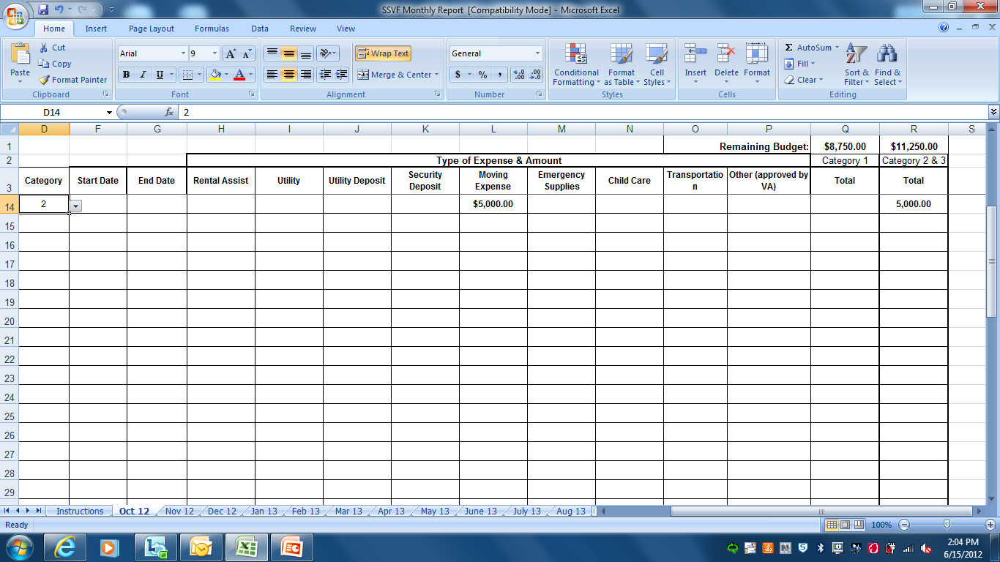 SSVF Monthly Report [Compatibility Mode] - Microsoft Excel
Home Insert Page Layout Formulas Data Review View
Paste Cut Copy Format Painter Clipboard
Arial 9 A A B I U A Font
Wrap Text Merge & Center Alignment
General $ % , .00 .0 Number
Conditional Formatting Format as Table Cell Styles Styles
Insert Delete Format Cells
Σ AutoSum Fill Clear Sort & Filter Find & Select Editing
D14 fx 2
D F G H I J K L M N O P Q R S
1 Remaining Budget: $8,750.00 $11,250.00
2 Type of Expense & Amount Category 1 Category 2 & 3
3 Category Start Date End Date Rental Assist Utility Utility Deposit Security Deposit Moving Expense Emergency Supplies Child Care Transportation Other (approved by VA) Total Total
14 2 $5,000.00 5,000.00
15
16
17
18
19
20
21
22
23
24
25
26
27
28
29
Instructions Oct 12 Nov 12 Dec 12 Jan 13 Feb 13 Mar 13 Apr 13 May 13 June 13 July 13 Aug 13
Ready 100%
2:04 PM
6/15/2012